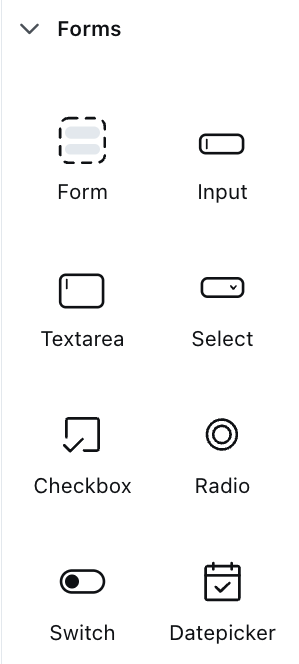 Forms
Form
Input
Textarea
Select
Checkbox
Radio
Switch
Datepicker